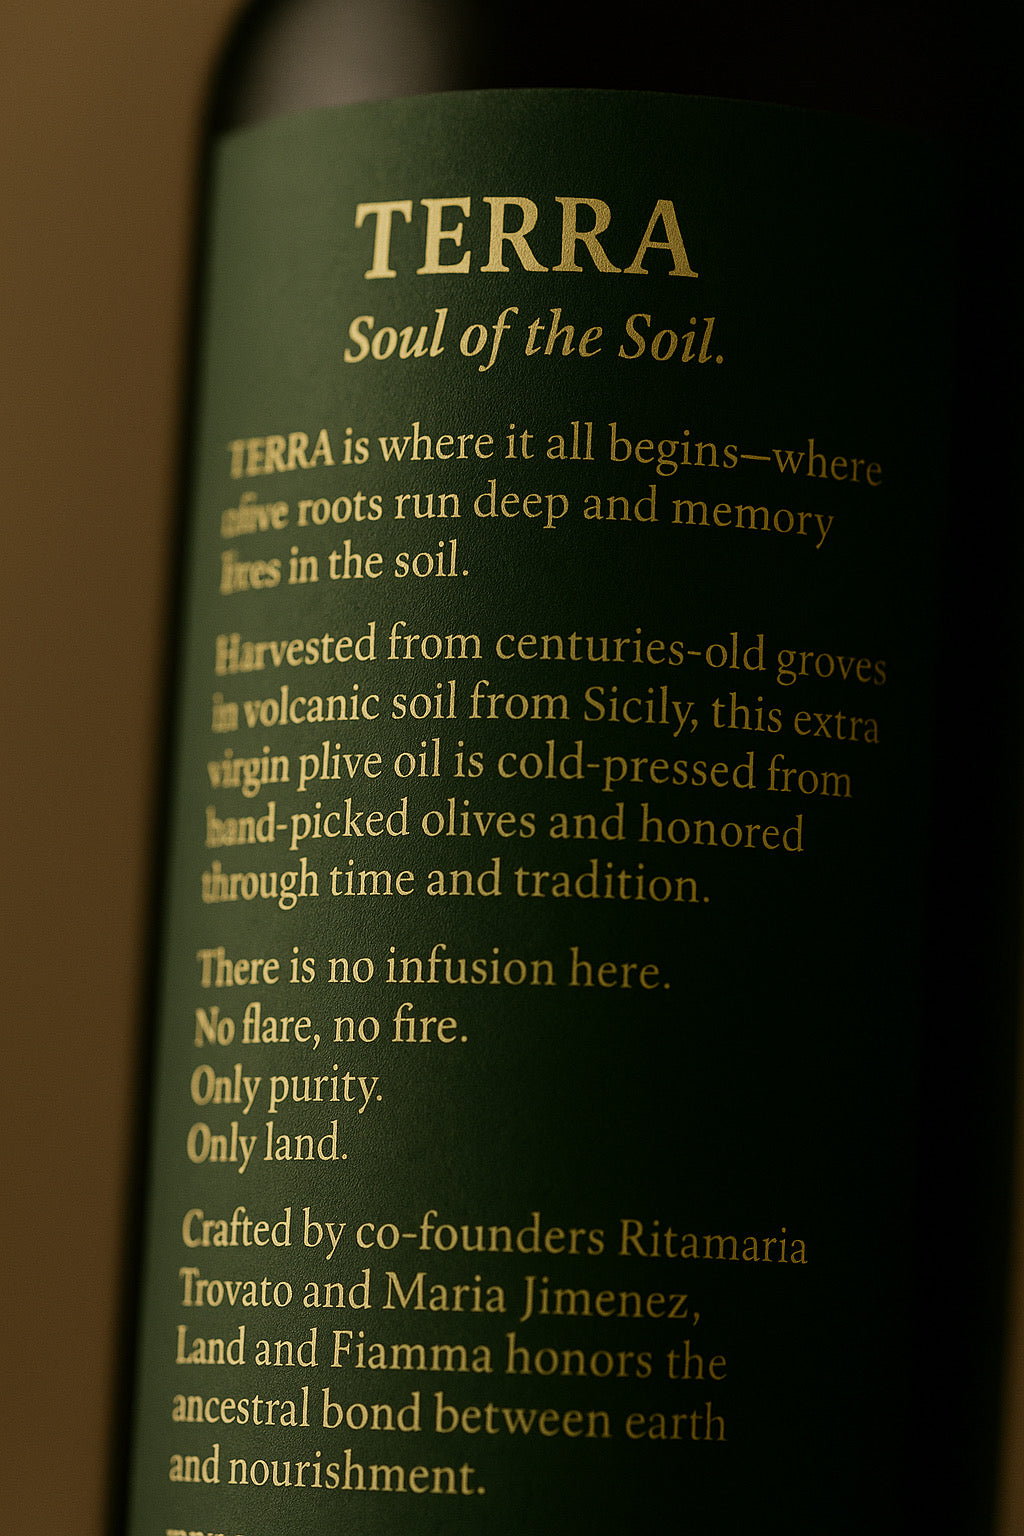 TERRA
Soul of the Soil.
TERRA is where it all begins—where
olive roots run deep and memory
lives in the soil.
Harvested from centuries-old groves
in volcanic soil from Sicily, this extra
virgin plive oil is cold-pressed from
hand-picked olives and honored
through time and tradition.
There is no infusion here.
No flare, no fire.
Only purity.
Only land.
Crafted by co-founders Ritamaria
Trovato and Maria Jimenez,
Land and Fiamma honors the
ancestral bond between earth
and nourishment.